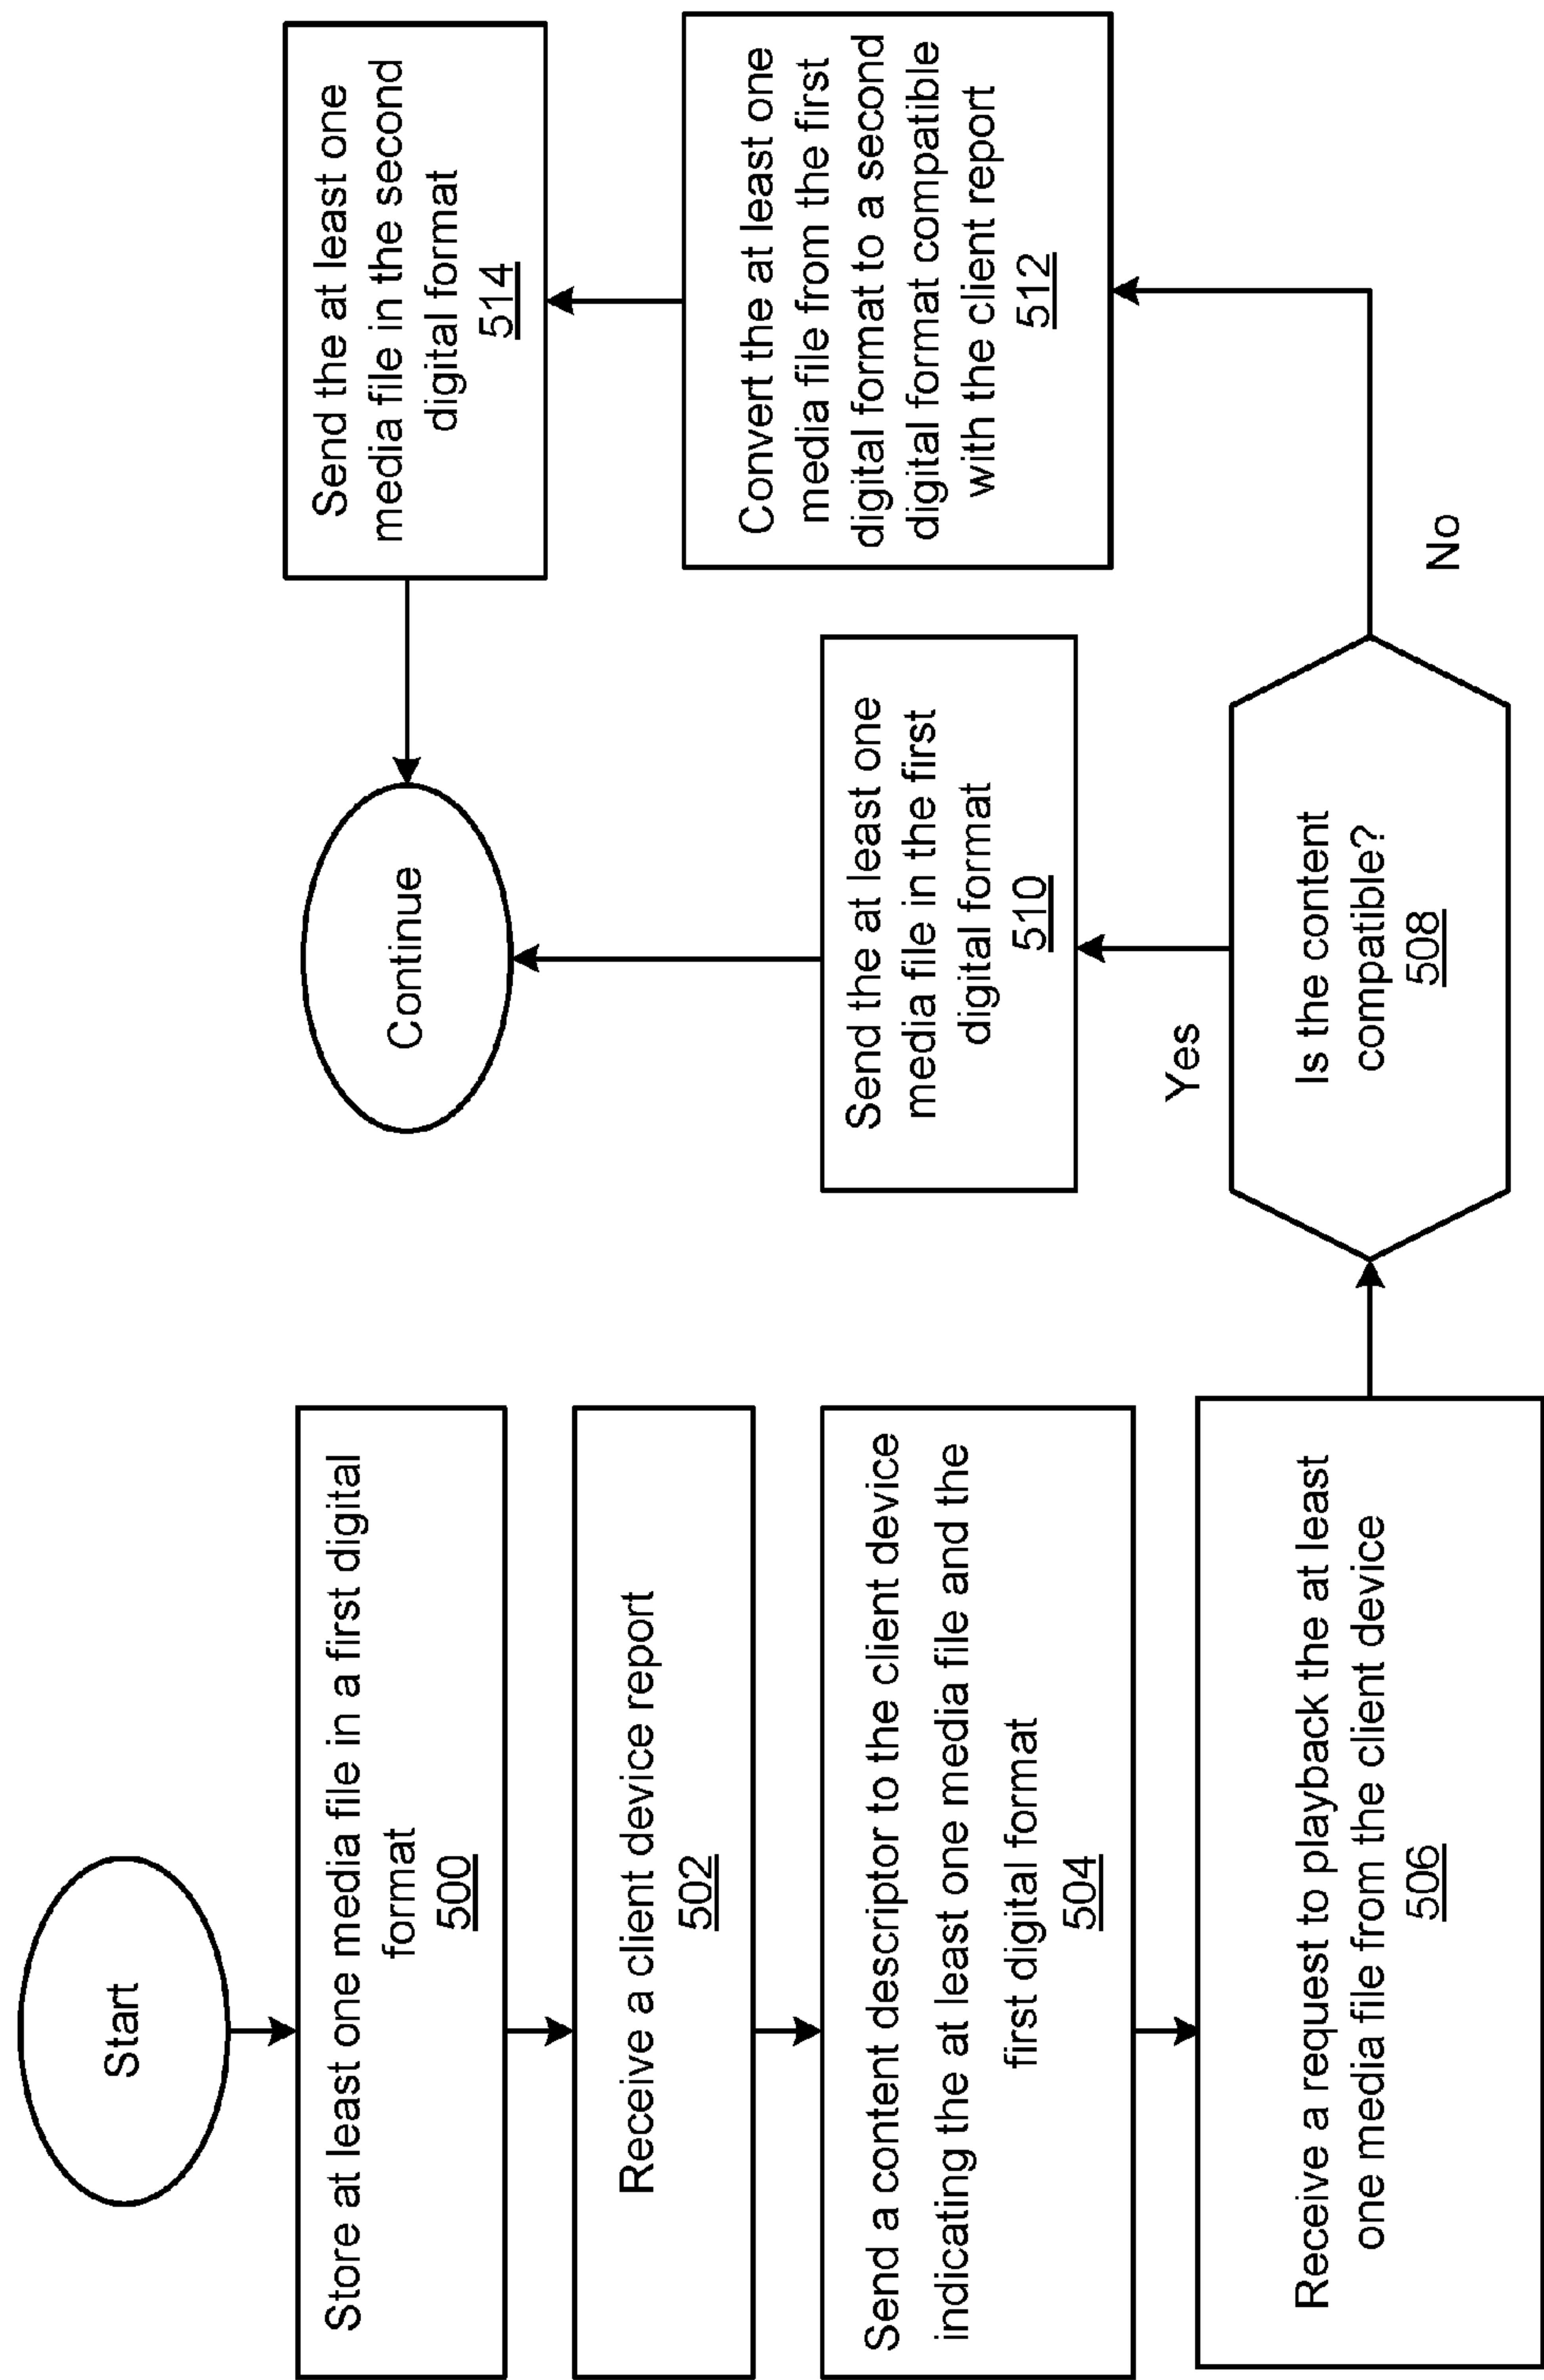 Start
Store at least one media file in a first digital
format
500
Receive a client device report
502
Send a content descriptor to the client device
indicating the at least one media file and the
first digital format
504
Receive a request to playback the at least
one media file from the client device
506
Is the content
compatible?
508
Yes
No
Send the at least one
media file in the first
digital format
510
Convert the at least one
media file from the first
digital format to a second
digital format compatible
with the client report
512
Send the at least one
media file in the second
digital format
514
Continue